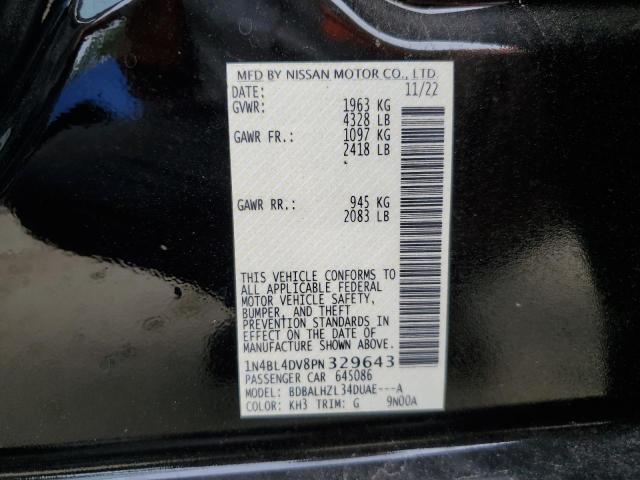 MFD BY NISSAN MOTOR CO., LTD.
DATE: 11/22
GVWR: 1963 KG
4328 LB
GAWR FR.: 1097 KG
2418 LB
GAWR RR.: 945 KG
2083 LB
THIS VEHICLE CONFORMS TO
ALL APPLICABLE FEDERAL
MOTOR VEHICLE SAFETY,
BUMPER, AND THEFT
PREVENTION STANDARDS IN
EFFECT ON THE DATE OF
MANUFACTURE SHOWN ABOVE.
1N4BL4DV8PN329643
PASSENGER CAR 645086
MODEL: BDBALHZL34DUAE---A
COLOR: KH3 TRIM: G 9N00A